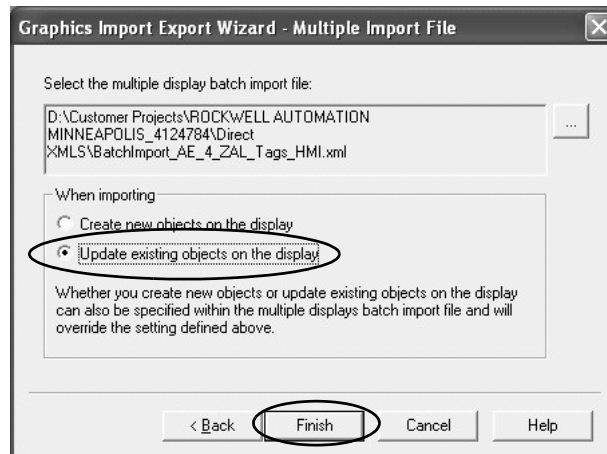 Graphics Import Export Wizard - Multiple Import File
Select the multiple display batch import file:
D:\Customer Projects\ROCKWELL AUTOMATION
MINNEAPOLIS_4124784\Direct
XMLS\BatchImport_AE_4_ZAL_Tags_HMI.xml
...
When importing
Create new objects on the display
Update existing objects on the display
Whether you create new objects or update existing objects on the display
can also be specified within the multiple displays batch import file and will
override the setting defined above.
< Back Finish Cancel Help